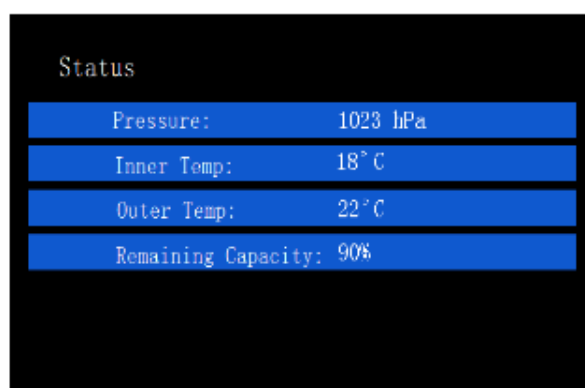 Status
Pressure: 1023 hPa
Inner Temp: 18°C
Outer Temp: 22°C
Remaining Capacity: 90%